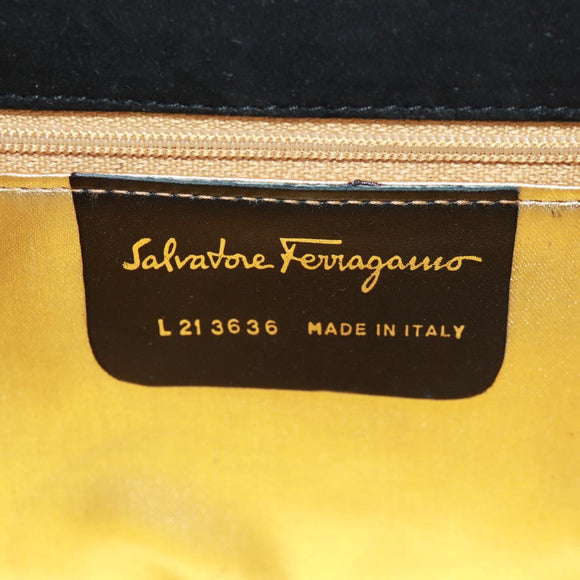 Salvatore Ferragamo
L 21 3636 MADE IN ITALY